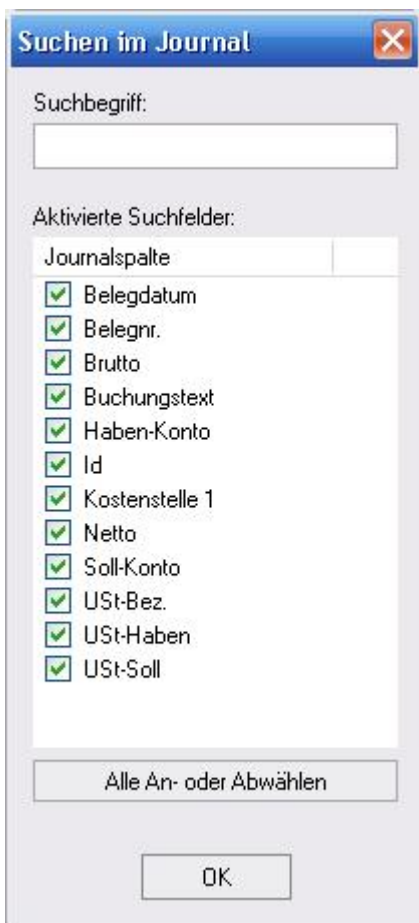 Suchen im Journal
Suchbegriff:
Aktivierte Suchfelder:
Journalspalte
Belegdatum
Belegnr.
Brutto
Buchungstext
Haben-Konto
Id
Kostenstelle 1
Netto
Soll-Konto
USt-Bez.
USt-Haben
USt-Soll
Alle An- oder Abwählen
OK